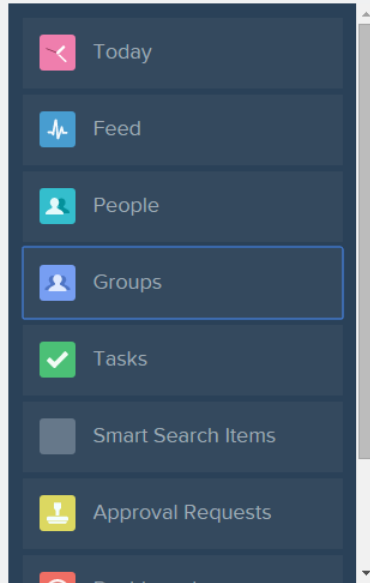 Today
Feed
People
Groups
Tasks
Smart Search Items
Approval Requests